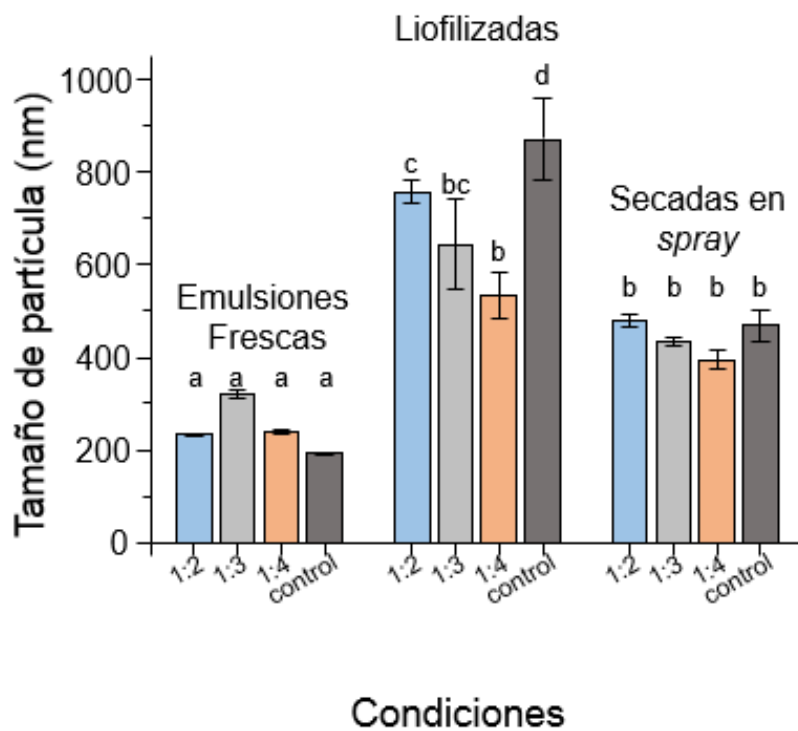 Liofilizadas
Tamaño de partícula (nm)
1000
800
600
400
200
0
Emulsiones
Frescas
a a a a
c bc b d
Secadas en
spray
b b b b
1:2 1:3 1:4 control
1:2 1:3 1:4 control
1:2 1:3 1:4 control
Condiciones